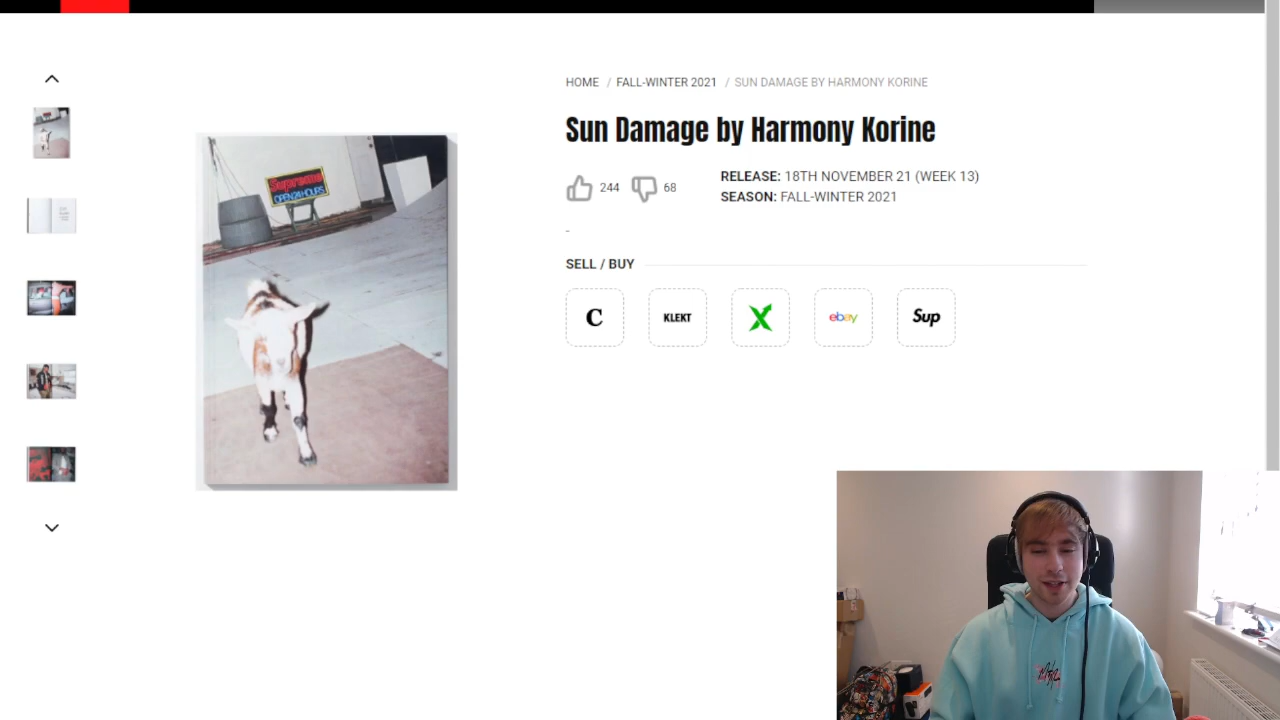 HOME / FALL-WINTER 2021 / SUN DAMAGE BY HARMONY KORINE
Sun Damage by Harmony Korine
244
68
RELEASE: 18TH NOVEMBER 21 (WEEK 13)
SEASON: FALL-WINTER 2021
-
SELL / BUY
C
KLEKT
X
ebay
Sup
Supreme
OPEN 24 HOURS